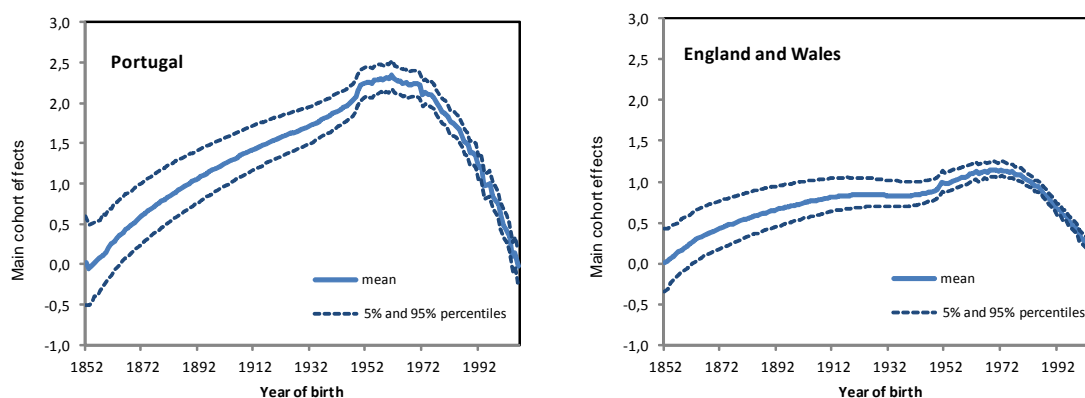 3,0
2,5
2,0
1,5
1,0
0,5
0,0
-0,5
-1,0
Main cohort effects
Portugal
mean
5% and 95% percentiles
1852 1872 1892 1912 1932 1952 1972 1992
Year of birth
3,0
2,5
2,0
1,5
1,0
0,5
0,0
-0,5
-1,0
Main cohort effects
England and Wales
mean
5% and 95% percentiles
1852 1872 1892 1912 1932 1952 1972 1992
Year of birth